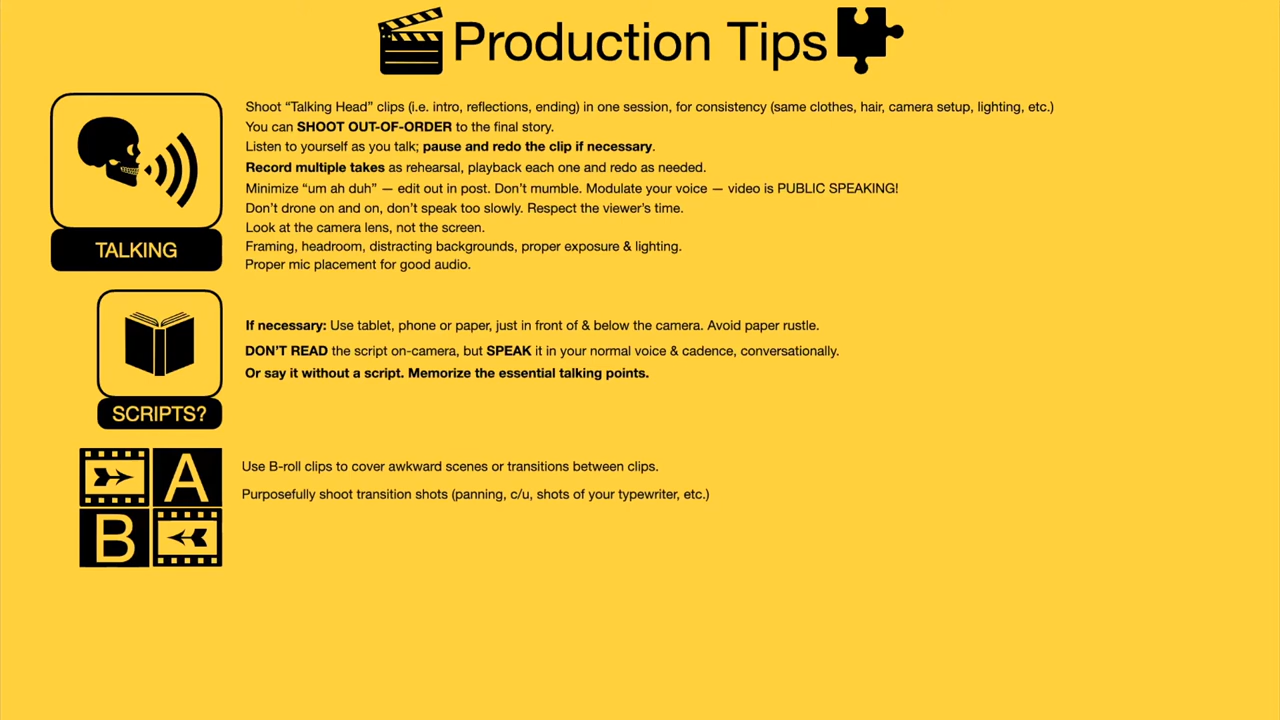 Production Tips
Shoot “Talking Head” clips (i.e. intro, reflections, ending) in one session, for consistency (same clothes, hair, camera setup, lighting, etc.)
You can SHOOT OUT-OF-ORDER to the final story.
Listen to yourself as you talk; pause and redo the clip if necessary.
Record multiple takes as rehearsal, playback each one and redo as needed.
Minimize “um ah duh” — edit out in post. Don’t mumble. Modulate your voice — video is PUBLIC SPEAKING!
Don’t drone on and on, don’t speak too slowly. Respect the viewer’s time.
Look at the camera lens, not the screen.
Framing, headroom, distracting backgrounds, proper exposure & lighting.
Proper mic placement for good audio.
TALKING
If necessary: Use tablet, phone or paper, just in front of & below the camera. Avoid paper rustle.
DON’T READ the script on-camera, but SPEAK it in your normal voice & cadence, conversationally.
Or say it without a script. Memorize the essential talking points.
SCRIPTS?
A
B
Use B-roll clips to cover awkward scenes or transitions between clips.
Purposefully shoot transition shots (panning, c/u, shots of your typewriter, etc.)